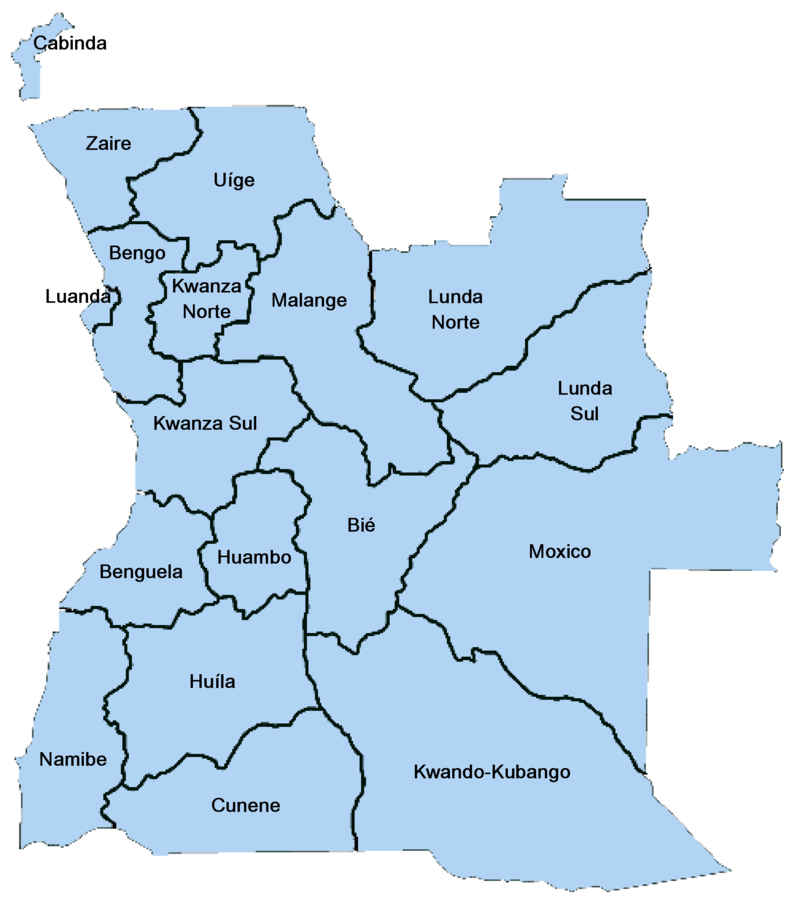 Cabinda
Zaire
Uíge
Bengo
Luanda
Kwanza
Norte
Malange
Lunda
Norte
Lunda
Sul
Kwanza Sul
Bié
Huambo
Moxico
Benguela
Huíla
Namibe
Kwando-Kubango
Cunene